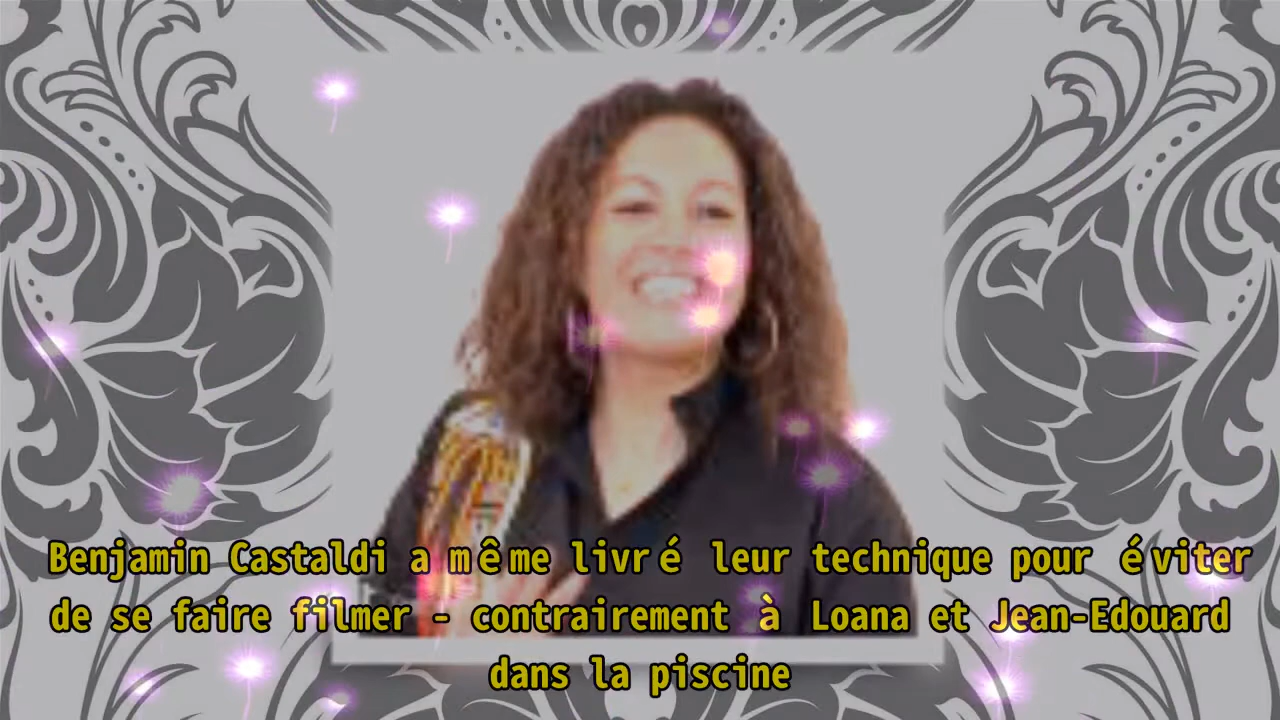 Benjamin Castaldi a même livré leur technique pour éviter
de se faire filmer - contrairement à Loana et Jean-Edouard
dans la piscine